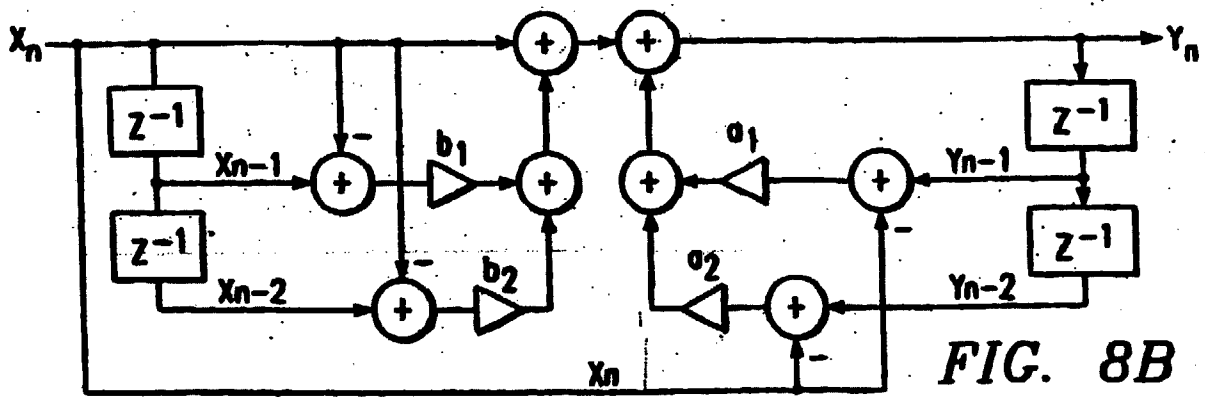 Xn
Yn
+
+
z-1
z-1
-
b1
a1
Xn-1
+
+
+
+
Yn-1
z-1
z-1
-
-
b2
a2
Xn-2
+
+
Yn-2
-
Xn
FIG. 8B